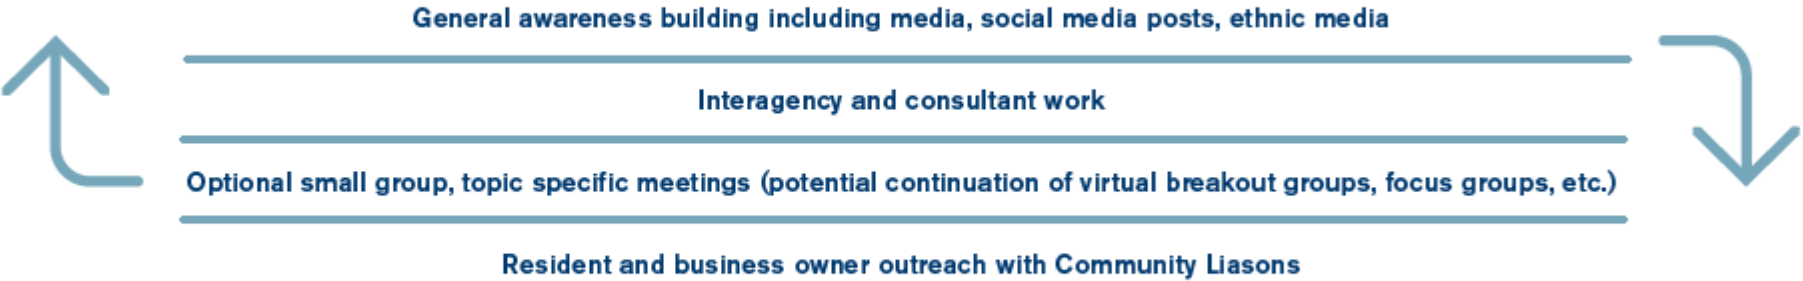 General awareness building including media, social media posts, ethnic media
Interagency and consultant work
Optional small group, topic specific meetings (potential continuation of virtual breakout groups, focus groups, etc.)
Resident and business owner outreach with Community Liasons